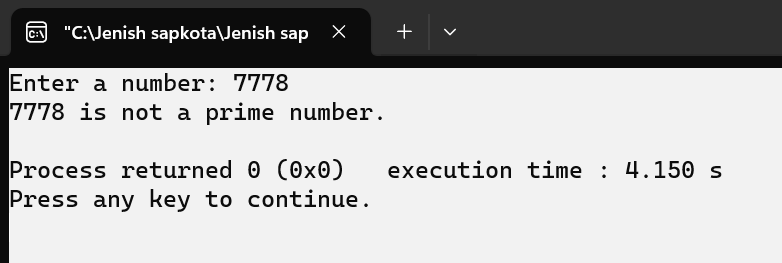 "C:\Jenish sapkota\Jenish sap
Enter a number: 7778
7778 is not a prime number.
Process returned 0 (0x0)   execution time : 4.150 s
Press any key to continue.